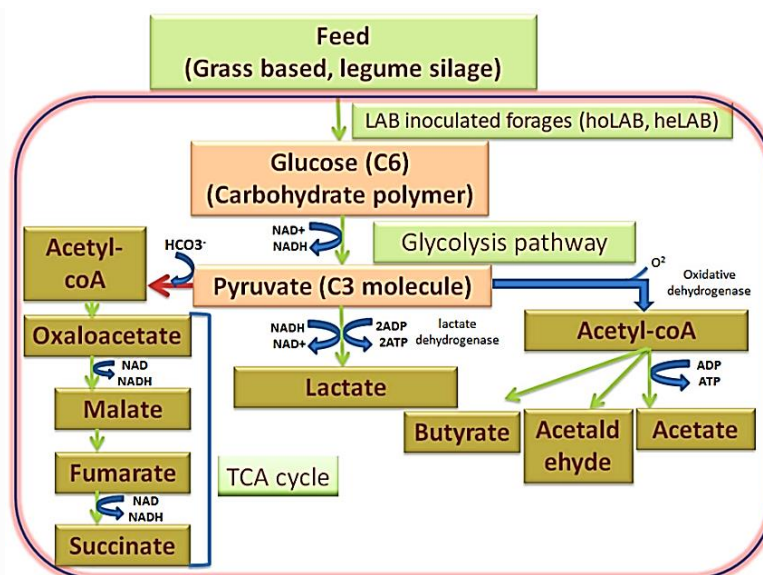 Feed
(Grass based, legume silage)
LAB inoculated forages (hoLAB, heLAB)
Glucose (C6)
(Carbohydrate polymer)
NAD+
NADH
Glycolysis pathway
Acetyl-
coA
HCO3-
Pyruvate (C3 molecule)
O²
Oxidative
dehydrogenase
Oxaloacetate
NADH
NAD+
2ADP
2ATP
lactate
dehydrogenase
Acetyl-coA
NAD
NADH
Lactate
ADP
ATP
Malate
Butyrate
Acetald
ehyde
Acetate
Fumarate
TCA cycle
NAD
NADH
Succinate